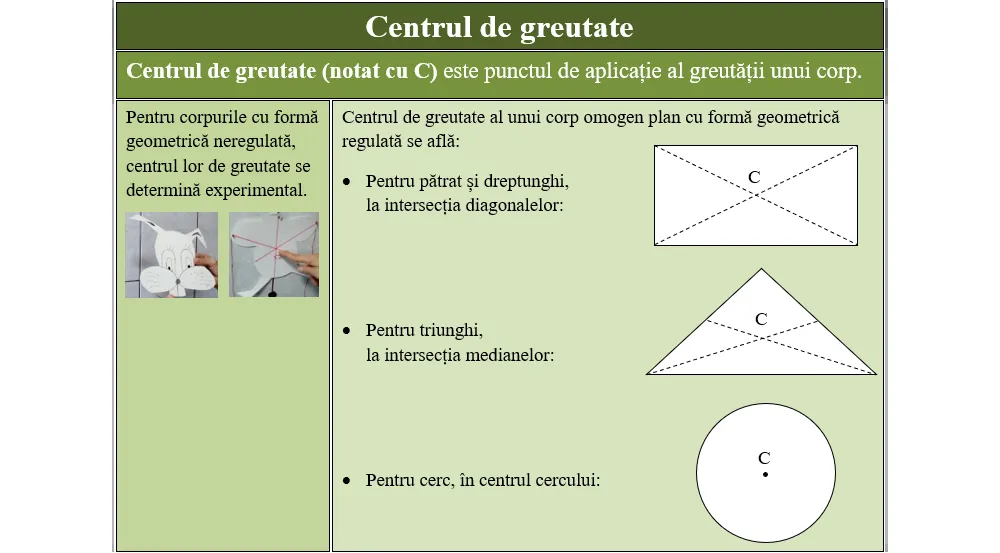 Centrul de greutate
Centrul de greutate (notat cu C) este punctul de aplicație al greutății unui corp.
Pentru corpurile cu formă
geometrică neregulată,
centrul lor de greutate se
determină experimental.
Centrul de greutate al unui corp omogen plan cu formă geometrică
regulată se află:
• Pentru pătrat și dreptunghi,
la intersecția diagonalelor:
C
• Pentru triunghi,
la intersecția medianelor:
C
• Pentru cerc, în centrul cercului:
C